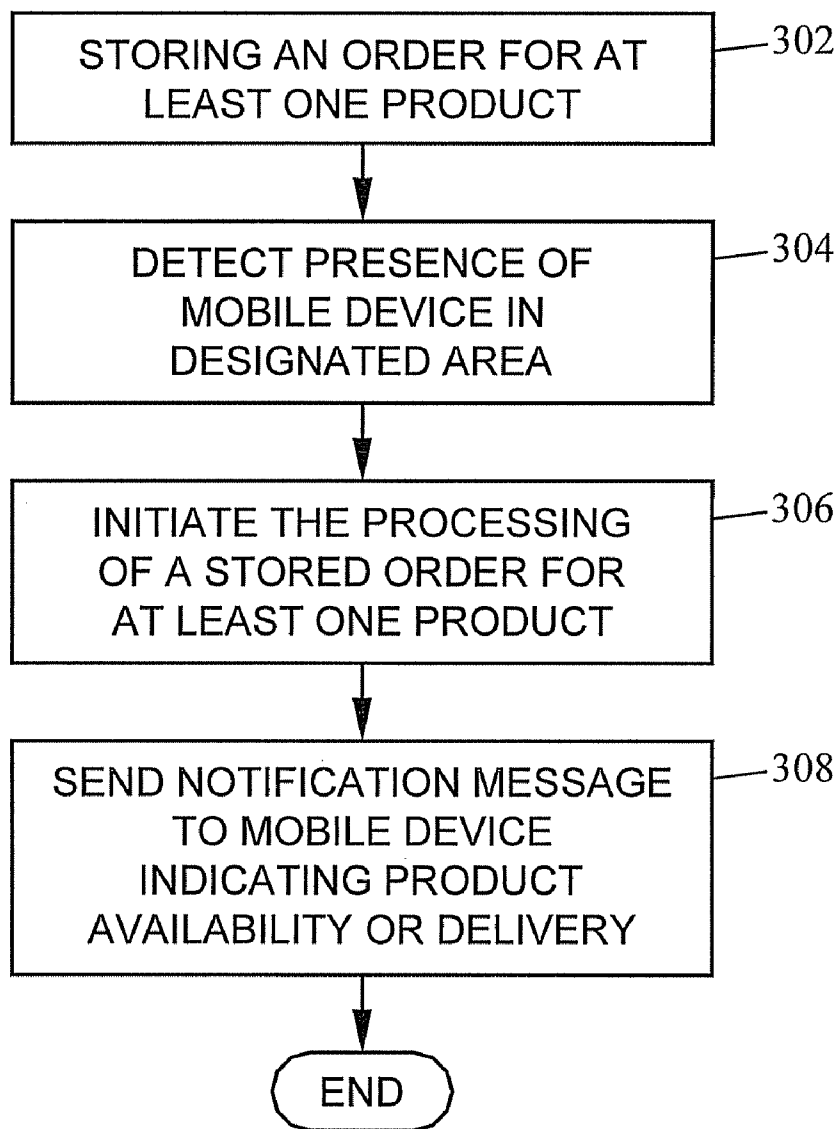 STORING AN ORDER FOR AT
LEAST ONE PRODUCT
302
DETECT PRESENCE OF
MOBILE DEVICE IN
DESIGNATED AREA
304
INITIATE THE PROCESSING
OF A STORED ORDER FOR
AT LEAST ONE PRODUCT
306
SEND NOTIFICATION MESSAGE
TO MOBILE DEVICE
INDICATING PRODUCT
AVAILABILITY OR DELIVERY
308
END